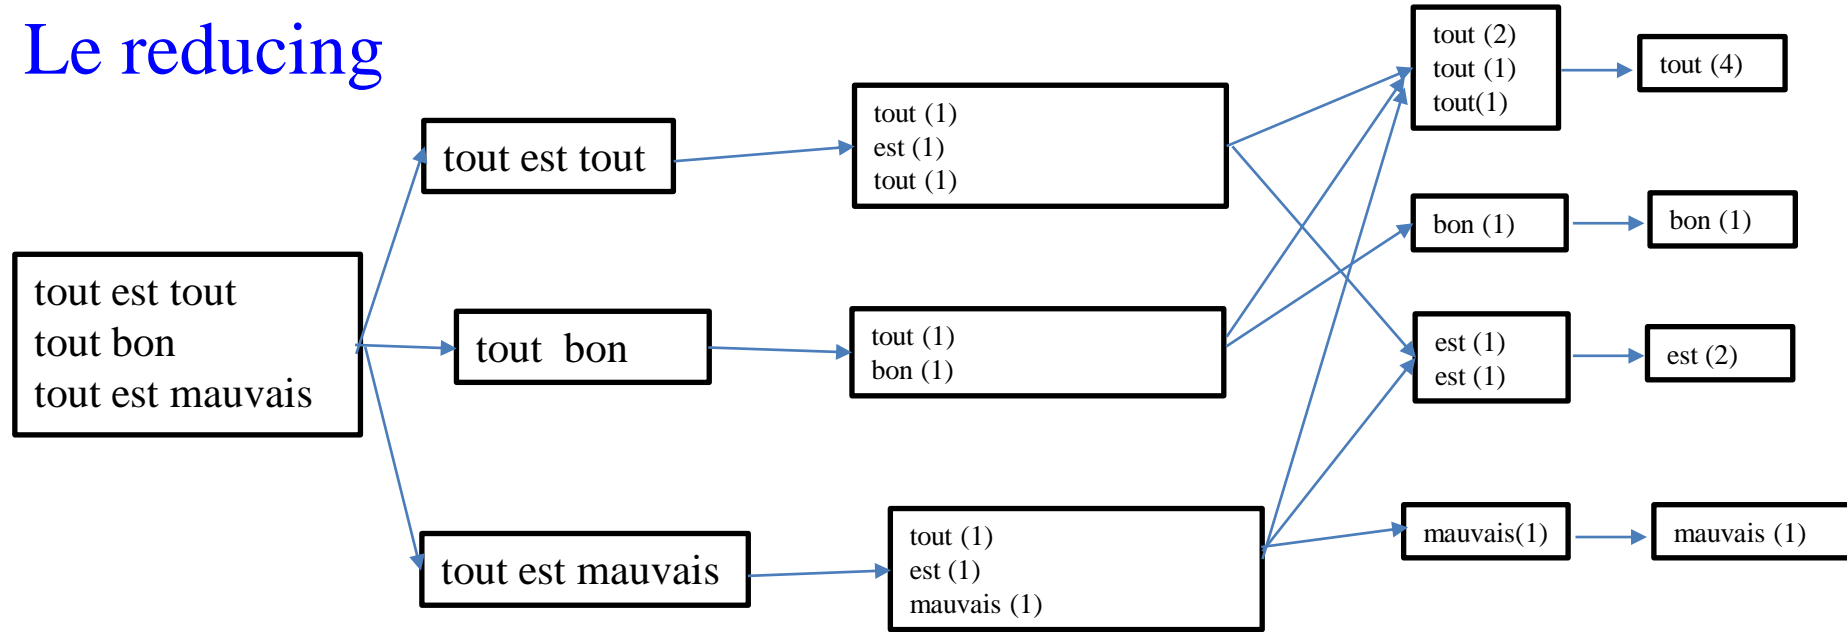 Le reducing
tout est tout
tout bon
tout est mauvais
tout est tout
tout bon
tout est mauvais
tout (1)
est (1)
tout (1)
tout (1)
bon (1)
tout (1)
est (1)
mauvais (1)
tout (2)
tout (1)
tout(1)
bon (1)
est (1)
est (1)
mauvais(1)
tout (4)
bon (1)
est (2)
mauvais (1)